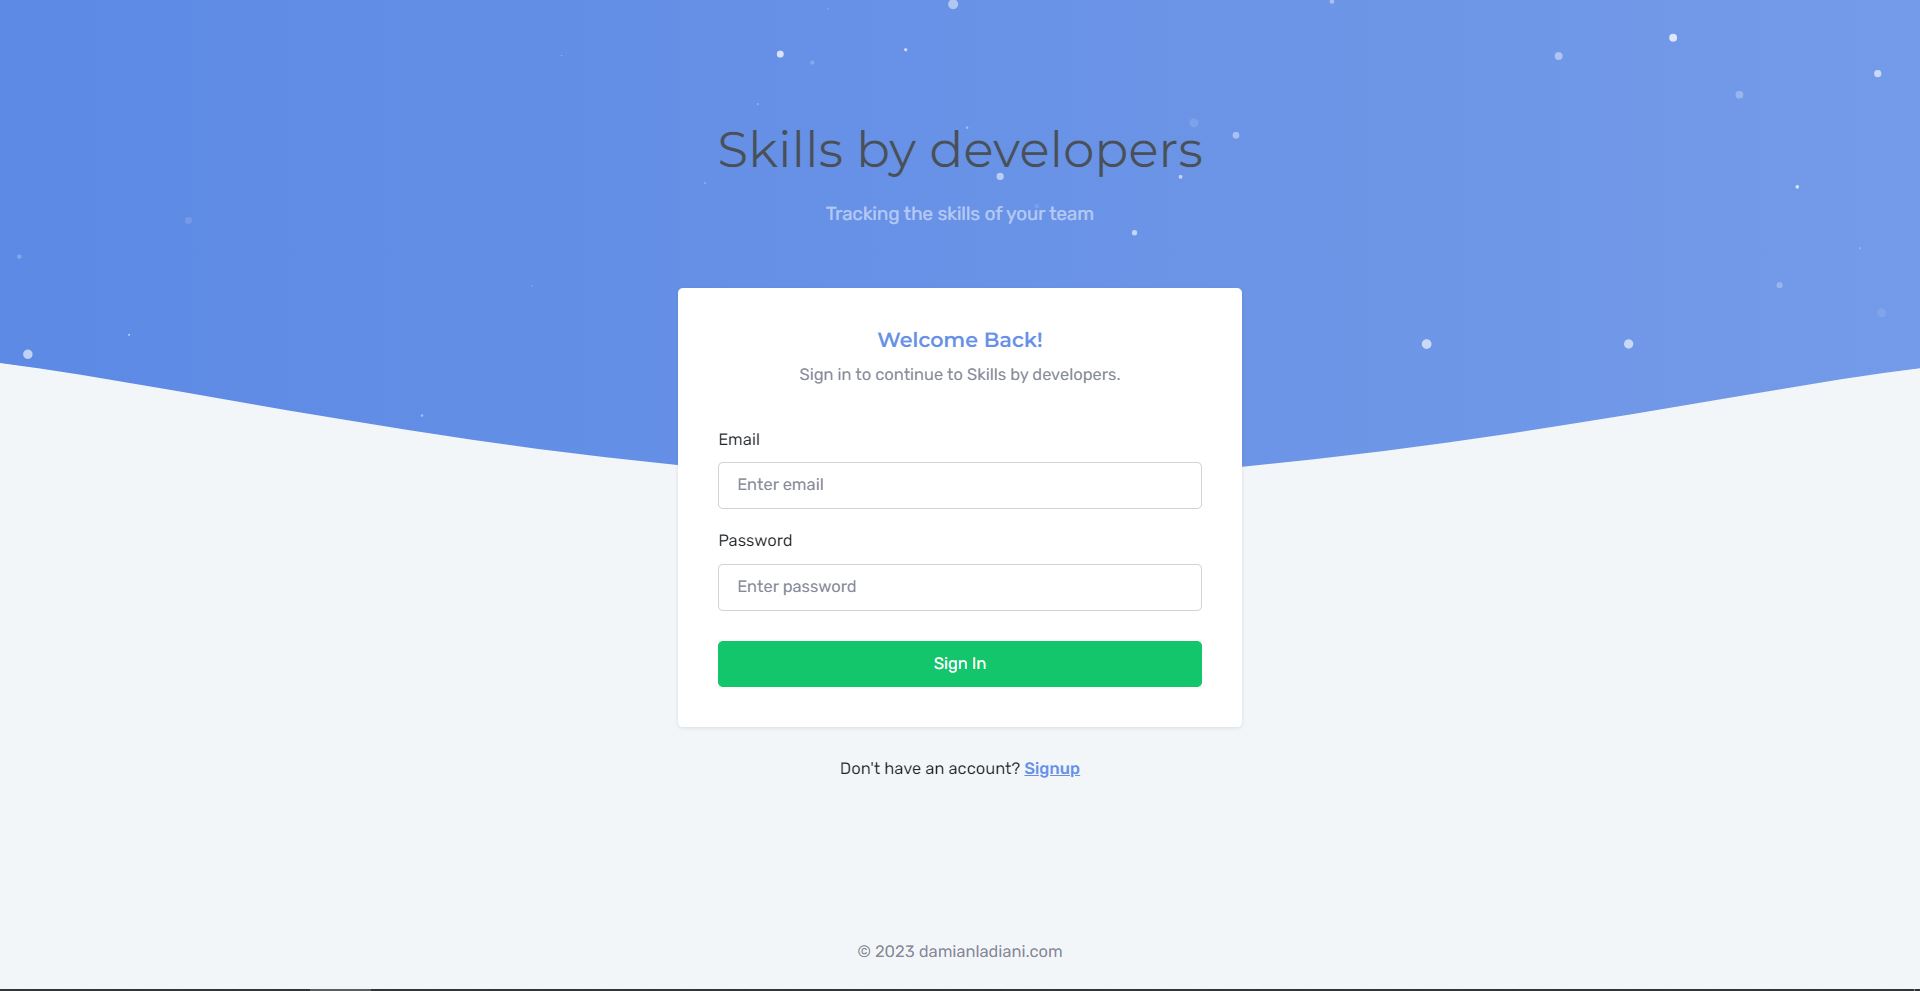 Skills by developers
Tracking the skills of your team
Welcome Back!
Sign in to continue to Skills by developers.
Email
Enter email
Password
Enter password
Sign In
Don't have an account? Signup
© 2023 damianladiani.com